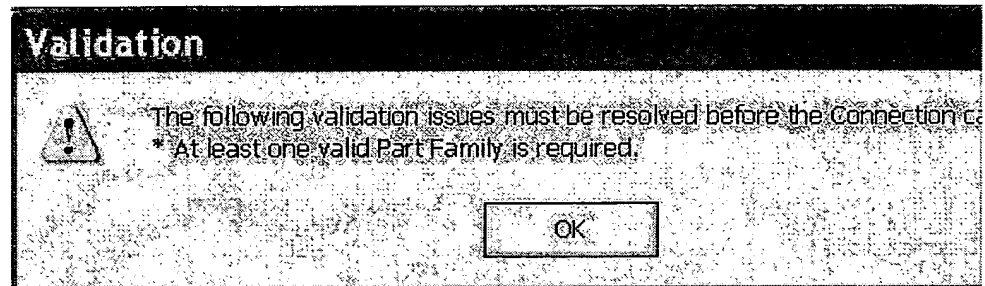 Validation
The following validation issues must be resolved before the Connection ca
* At least one valid Part Family is required.
OK